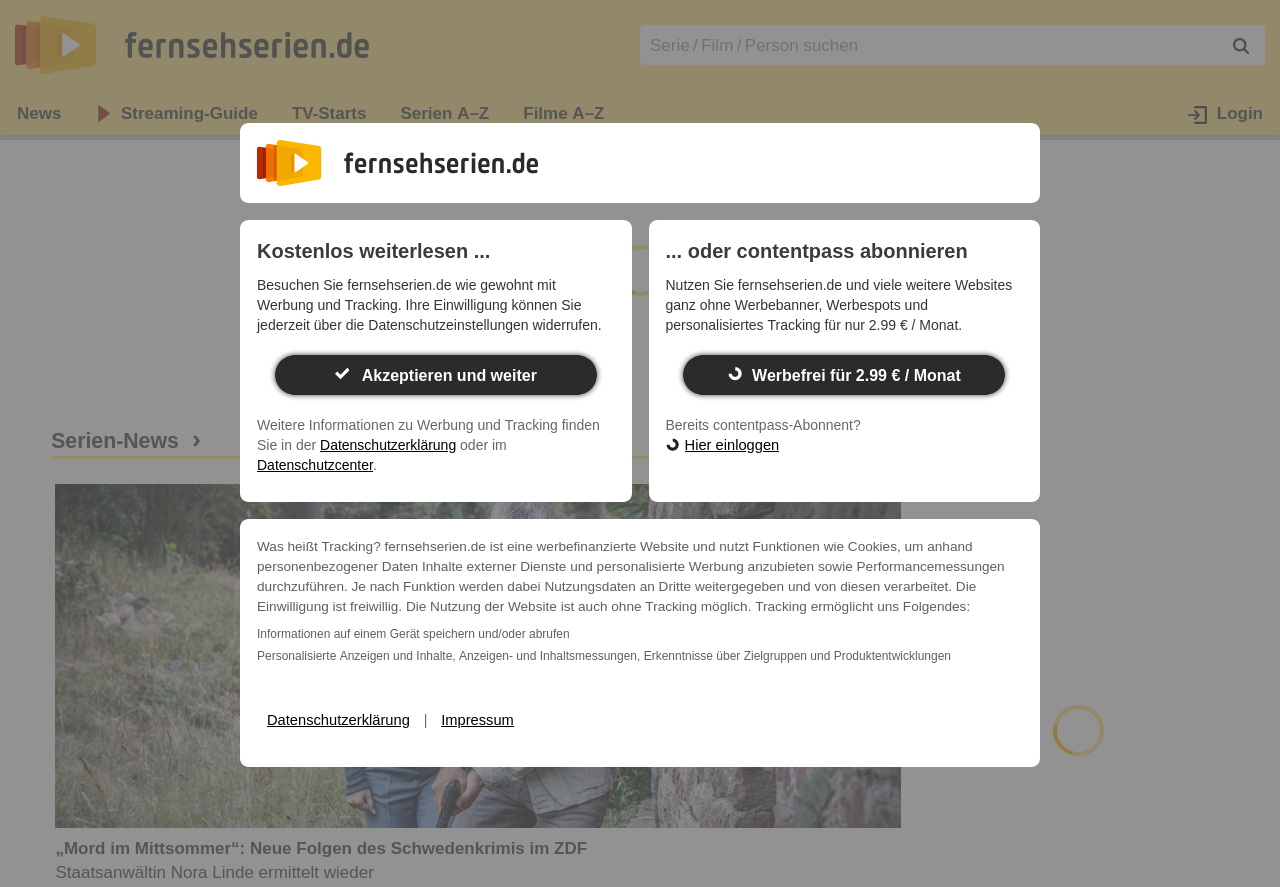 fernsehserien.de
Serie / Film / Person suchen
News
Streaming-Guide
TV-Starts
Serien A–Z
Filme A–Z
Login
fernsehserien.de
Kostenlos weiterlesen ...
Besuchen Sie fernsehserien.de wie gewohnt mit
Werbung und Tracking. Ihre Einwilligung können Sie
jederzeit über die Datenschutzeinstellungen widerrufen.
Akzeptieren und weiter
Weitere Informationen zu Werbung und Tracking finden
Sie in der Datenschutzerklärung oder im
Datenschutzcenter.
... oder contentpass abonnieren
Nutzen Sie fernsehserien.de und viele weitere Websites
ganz ohne Werbebanner, Werbespots und
personalisiertes Tracking für nur 2.99 € / Monat.
Werbefrei für 2.99 € / Monat
Bereits contentpass-Abonnent?
Hier einloggen
Serien-News ›
Was heißt Tracking? fernsehserien.de ist eine werbefinanzierte Website und nutzt Funktionen wie Cookies, um anhand
personenbezogener Daten Inhalte externer Dienste und personalisierte Werbung anzubieten sowie Performancemessungen
durchzuführen. Je nach Funktion werden dabei Nutzungsdaten an Dritte weitergegeben und von diesen verarbeitet. Die
Einwilligung ist freiwillig. Die Nutzung der Website ist auch ohne Tracking möglich. Tracking ermöglicht uns Folgendes:
Informationen auf einem Gerät speichern und/oder abrufen
Personalisierte Anzeigen und Inhalte, Anzeigen- und Inhaltsmessungen, Erkenntnisse über Zielgruppen und Produktentwicklungen
Datenschutzerklärung | Impressum
„Mord im Mittsommer“: Neue Folgen des Schwedenkrimis im ZDF
Staatsanwältin Nora Linde ermittelt wieder